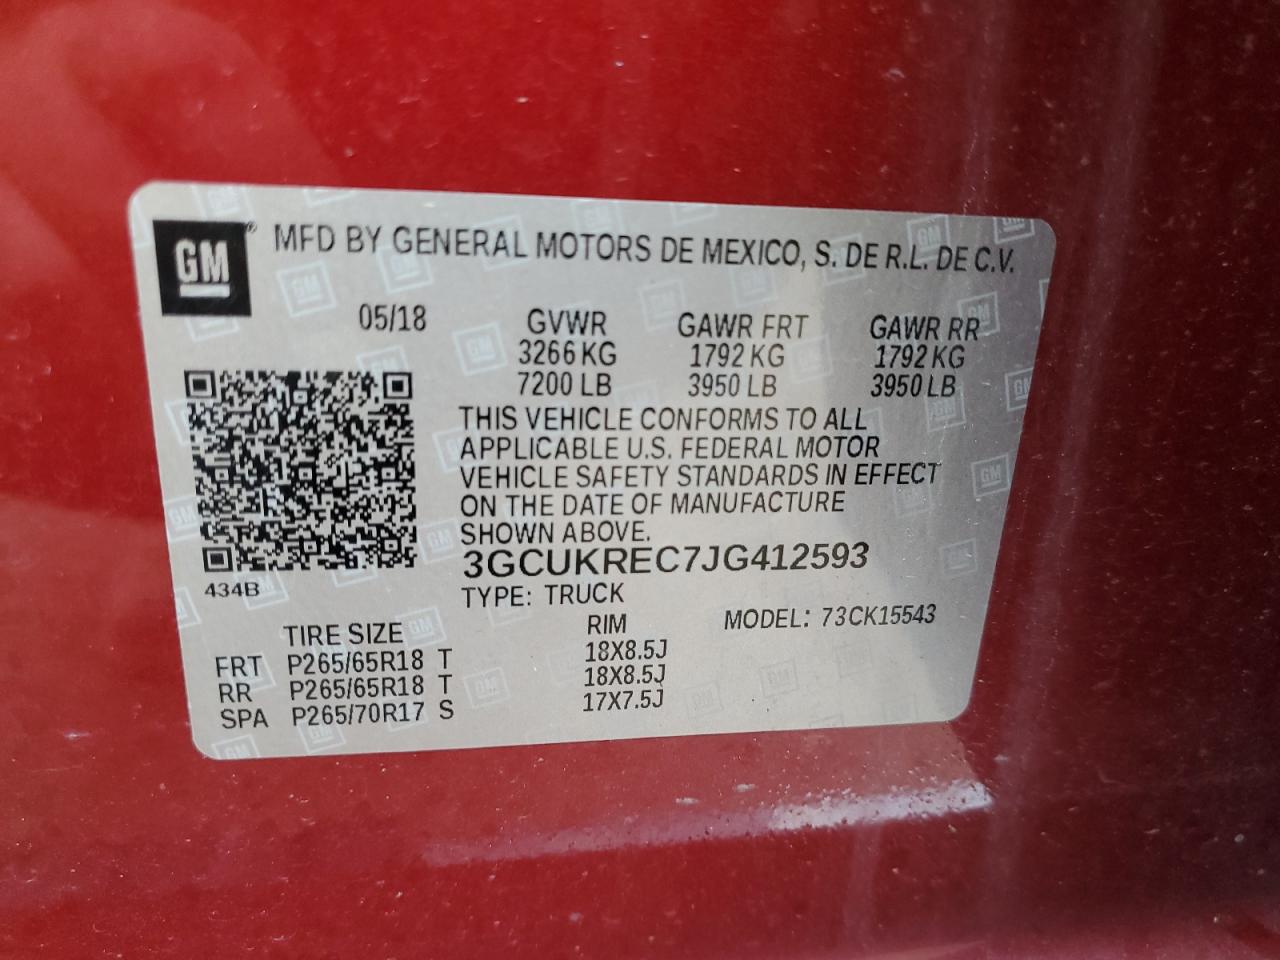 GM® MFD BY GENERAL MOTORS DE MEXICO, S. DE R.L. DE C.V.
05/18 GVWR GAWR FRT GAWR RR
3266 KG 1792 KG 1792 KG
7200 LB 3950 LB 3950 LB
THIS VEHICLE CONFORMS TO ALL
APPLICABLE U.S. FEDERAL MOTOR
VEHICLE SAFETY STANDARDS IN EFFECT
ON THE DATE OF MANUFACTURE
SHOWN ABOVE.
3GCUKREC7JG412593
434B
TYPE: TRUCK
MODEL: 73CK15543
TIRE SIZE RIM
FRT P265/65R18 T 18X8.5J
RR P265/65R18 T 18X8.5J
SPA P265/70R17 S 17X7.5J